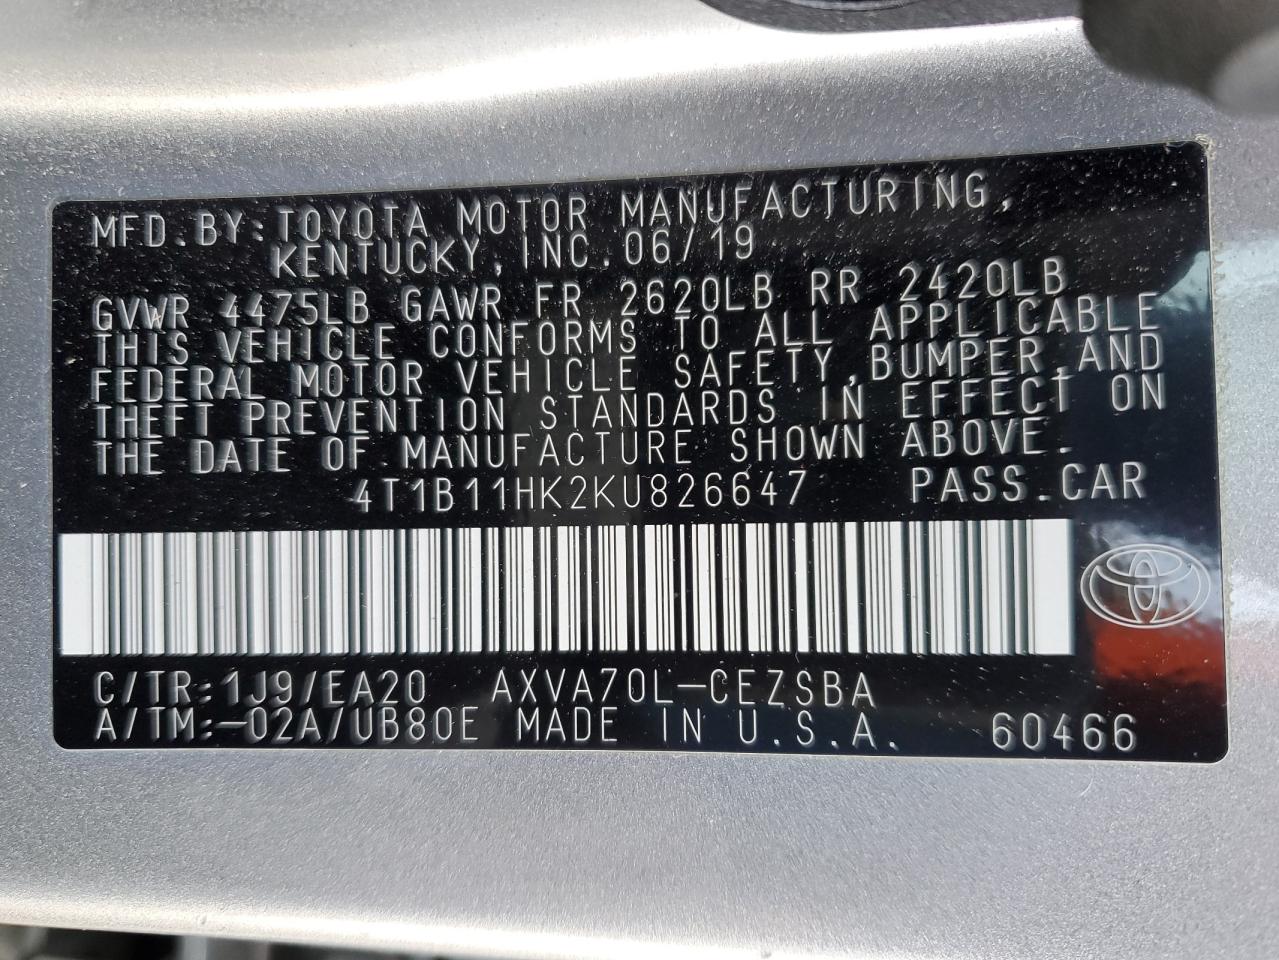 MFD.BY:TOYOTA MOTOR MANUFACTURING,
KENTUCKY,INC.06/19
GVWR 4475LB GAWR FR 2620LB RR 2420LB
THIS VEHICLE CONFORMS TO ALL APPLICABLE
FEDERAL MOTOR VEHICLE SAFETY,BUMPER,AND
THEFT PREVENTION STANDARDS IN EFFECT ON
THE DATE OF MANUFACTURE SHOWN ABOVE.
4T1B11HK2KU826647 PASS.CAR
C/TR:1J9/EA20 AXVA70L-CEZSBA
A/TM:-02A/UB80E MADE IN U.S.A. 60466